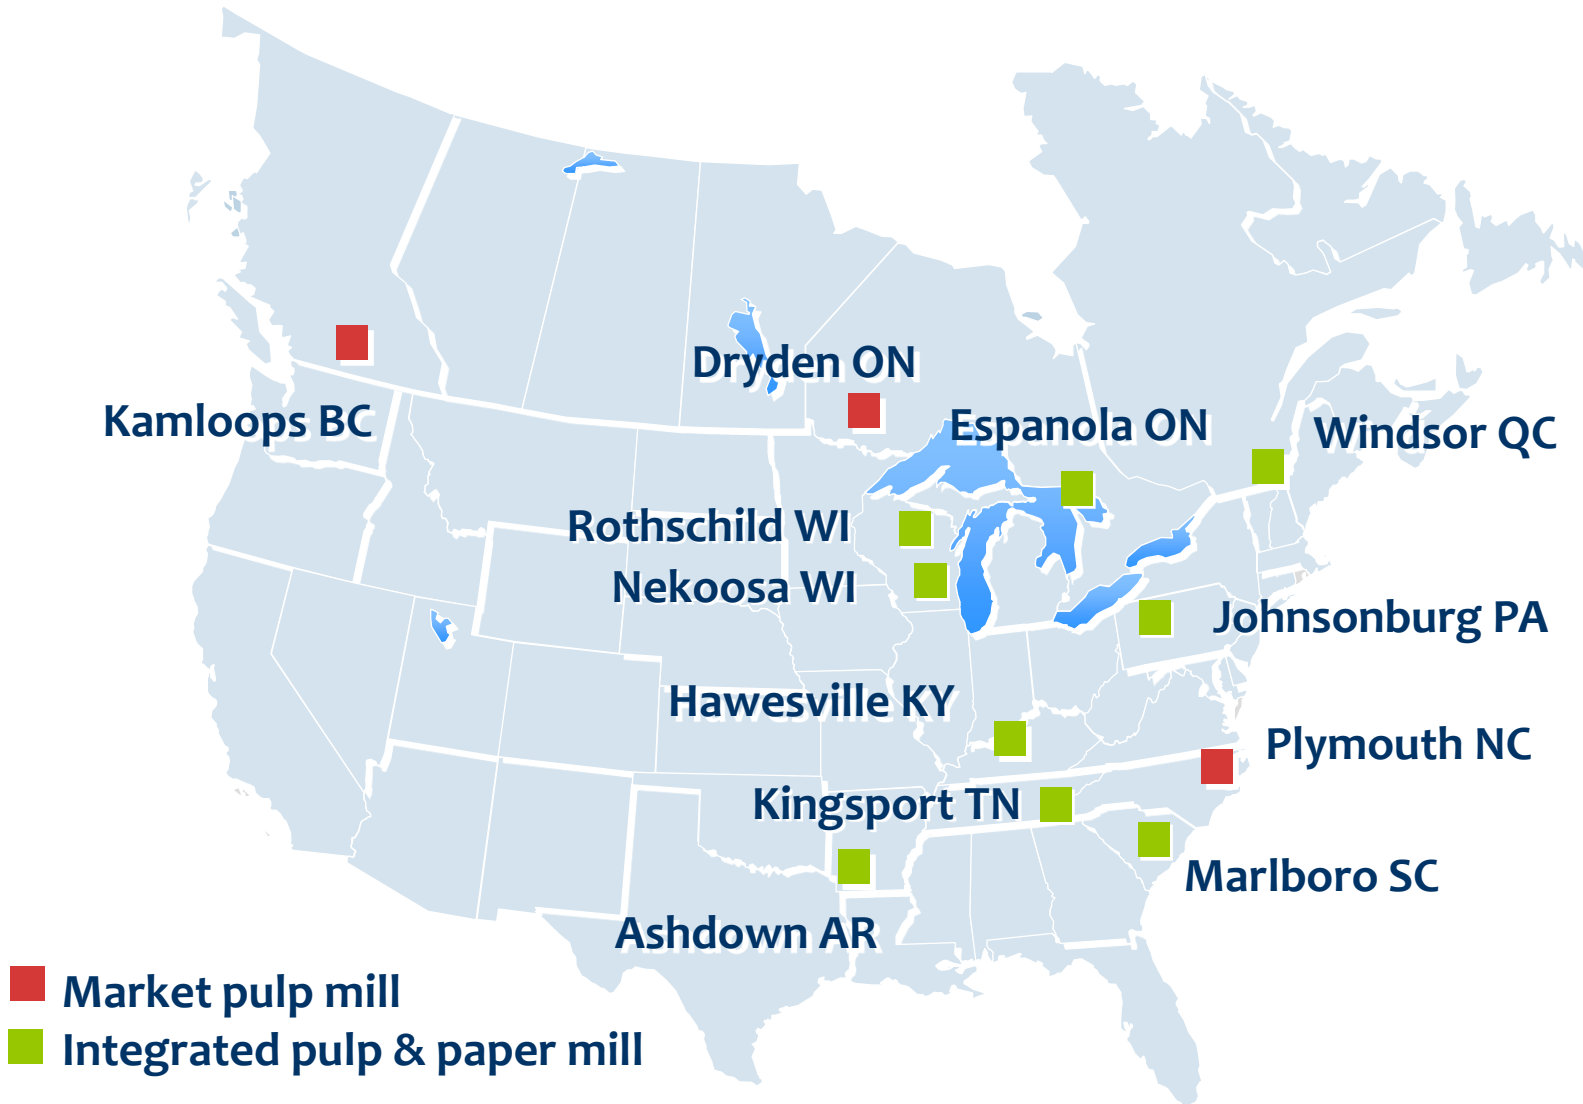 Dryden ON
Kamloops BC
Espanola ON
Windsor QC
Rothschild WI
Nekoosa WI
Johnsonburg PA
Hawesville KY
Plymouth NC
Kingsport TN
Marlboro SC
Ashdown AR
Market pulp mill
Integrated pulp & paper mill